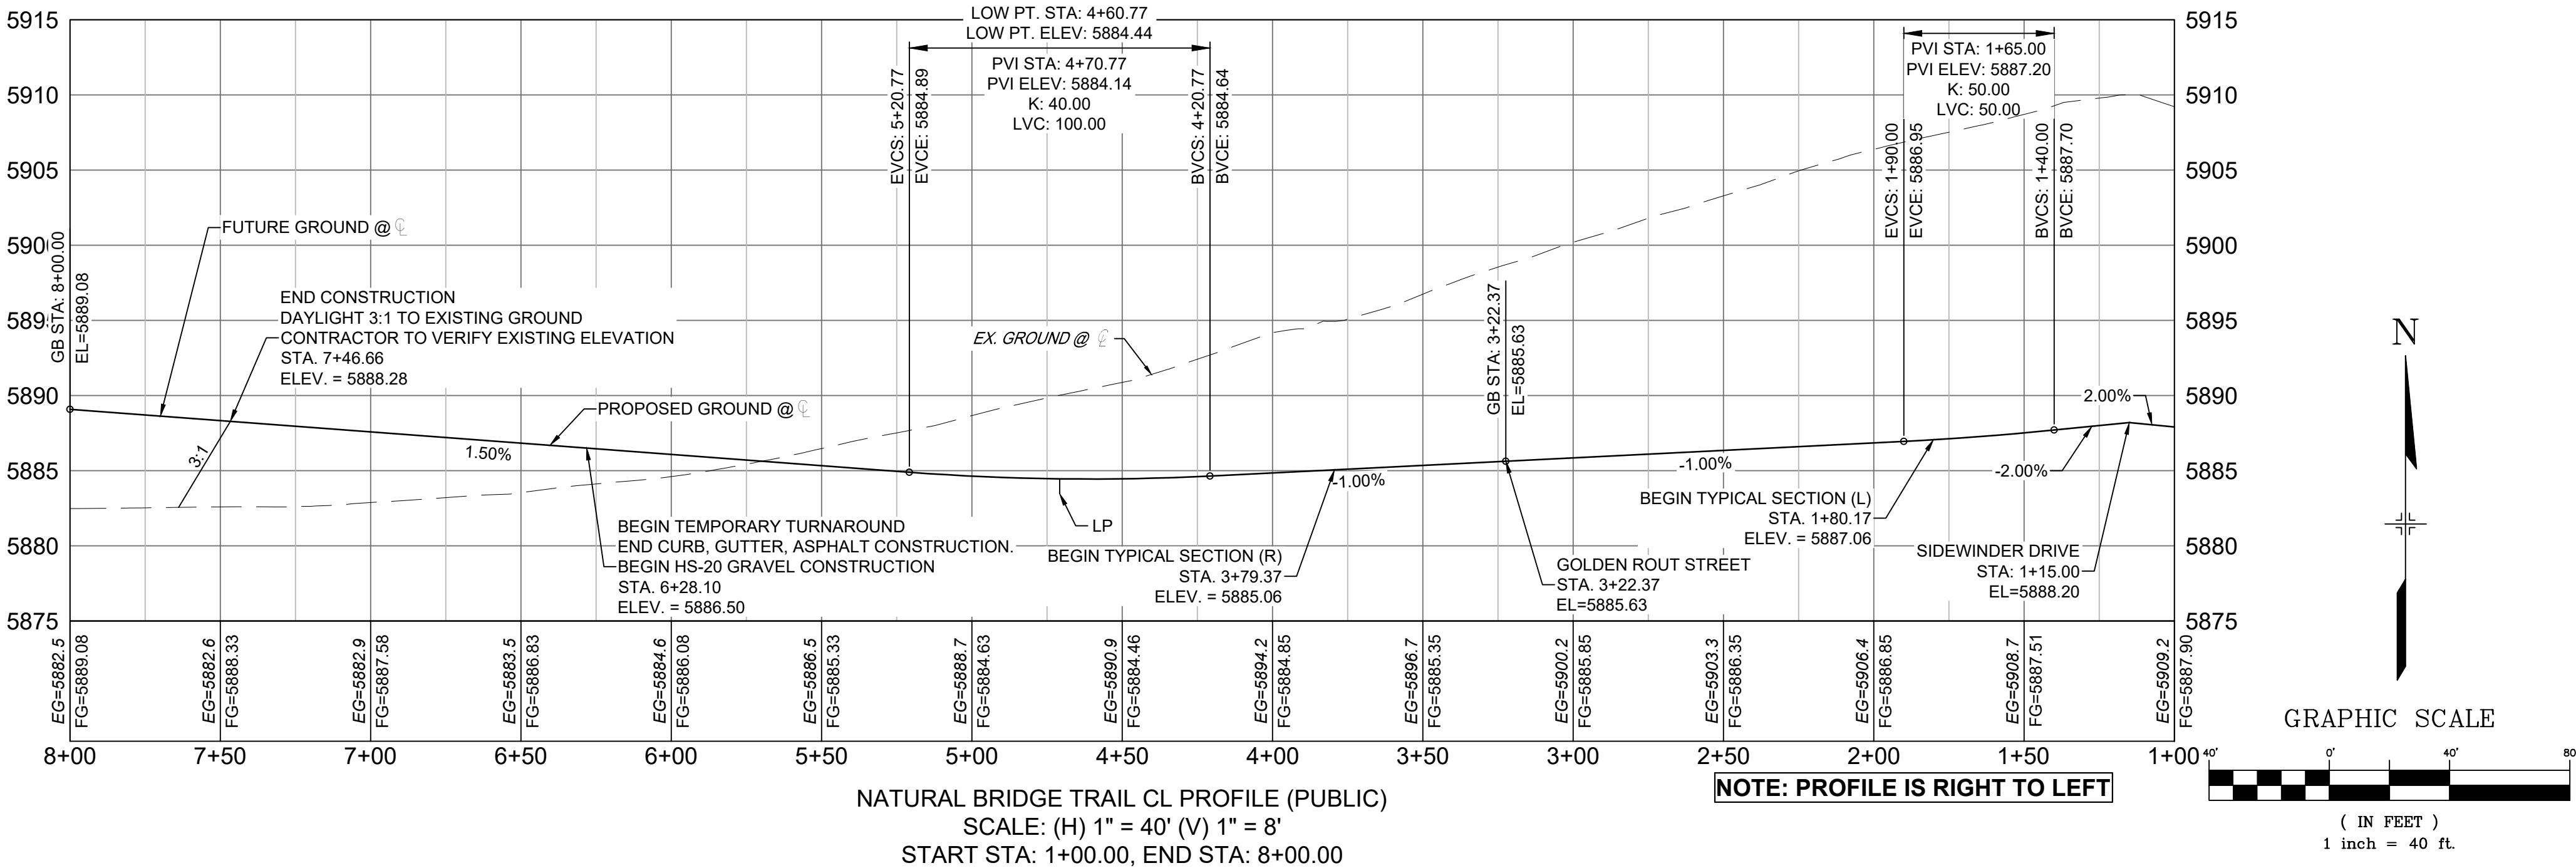 LOW PT. STA: 4+60.77
LOW PT. ELEV: 5884.44
PVI STA: 4+70.77
PVI ELEV: 5884.14
K: 40.00
LVC: 100.00
EVCS: 5+20.77
EVCE: 5884.89
BVCS: 4+20.77
BVCE: 5884.64
PVI STA: 1+65.00
PVI ELEV: 5887.20
K: 50.00
LVC: 50.00
EVCS: 1+90.00
EVCE: 5886.95
BVCS: 1+40.00
BVCE: 5887.70
5915
5910
5905
5900
5895
5890
5885
5880
5875
5915
5910
5905
5900
5895
5890
5885
5880
5875
GB STA: 8+00.00
EL=5889.08
FUTURE GROUND @ ℄
END CONSTRUCTION
DAYLIGHT 3:1 TO EXISTING GROUND
CONTRACTOR TO VERIFY EXISTING ELEVATION
STA. 7+46.66
ELEV. = 5888.28
3:1
1.50%
PROPOSED GROUND @ ℄
EX. GROUND @ ℄
BEGIN TEMPORARY TURNAROUND
END CURB, GUTTER, ASPHALT CONSTRUCTION.
BEGIN HS-20 GRAVEL CONSTRUCTION
STA. 6+28.10
ELEV. = 5886.50
LP
BEGIN TYPICAL SECTION (R)
STA. 3+79.37
ELEV. = 5885.06
-1.00%
GB STA: 3+22.37
EL=5885.63
GOLDEN ROUT STREET
STA. 3+22.37
EL=5885.63
-1.00%
BEGIN TYPICAL SECTION (L)
STA. 1+80.17
ELEV. = 5887.06
-2.00%
2.00%
SIDEWINDER DRIVE
STA: 1+15.00
EL=5888.20
EG=5882.5
FG=5889.08
EG=5882.6
FG=5888.33
EG=5882.9
FG=5887.58
EG=5883.5
FG=5886.83
EG=5884.6
FG=5886.08
EG=5886.5
FG=5885.33
EG=5888.7
FG=5884.63
EG=5890.9
FG=5884.46
EG=5894.2
FG=5884.85
EG=5896.7
FG=5885.35
EG=5900.2
FG=5885.85
EG=5903.3
FG=5886.35
EG=5906.4
FG=5886.85
EG=5908.7
FG=5887.51
EG=5909.2
FG=5887.90
8+00 7+50 7+00 6+50 6+00 5+50 5+00 4+50 4+00 3+50 3+00 2+50 2+00 1+50 1+00
NOTE: PROFILE IS RIGHT TO LEFT
NATURAL BRIDGE TRAIL CL PROFILE (PUBLIC)
SCALE: (H) 1" = 40' (V) 1" = 8'
START STA: 1+00.00, END STA: 8+00.00
N
GRAPHIC SCALE
40' 0' 40' 80
( IN FEET )
1 inch = 40 ft.